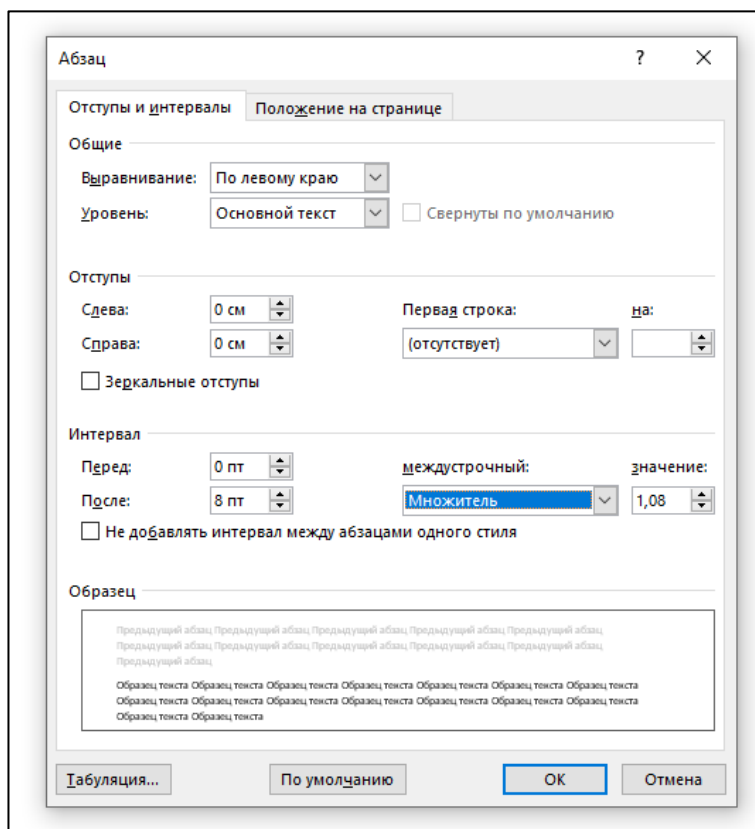 Абзац ?
Отступы и интервалы Положение на странице
Общие
Выравнивание: По левому краю
Уровень: Основной текст Свернуты по умолчанию
Отступы
Слева: 0 см Первая строка: на:
Справа: 0 см (отсутствует)
Зеркальные отступы
Интервал
Перед: 0 пт междустрочный: значение:
После: 8 пт Множитель 1,08
Не добавлять интервал между абзацами одного стиля
Образец
Предыдущий абзац Предыдущий абзац Предыдущий абзац Предыдущий абзац Предыдущий абзац
Предыдущий абзац Предыдущий абзац Предыдущий абзац Предыдущий абзац Предыдущий абзац
Предыдущий абзац
Образец текста Образец текста Образец текста Образец текста Образец текста Образец текста Образец текста
Образец текста Образец текста Образец текста Образец текста Образец текста Образец текста Образец текста
Образец текста Образец текста
Табуляция... По умолчанию ОК Отмена